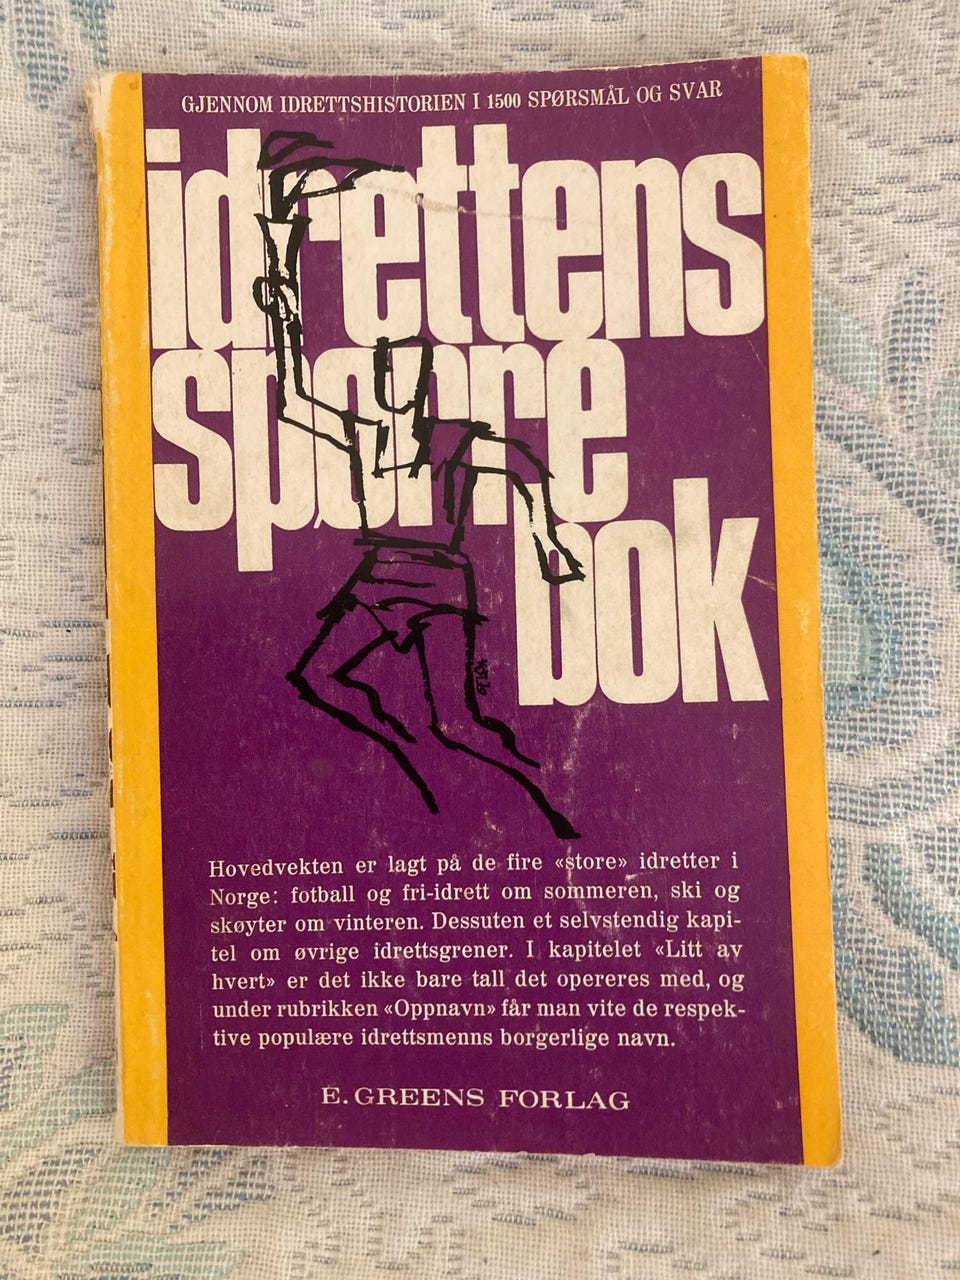 GJENNOM IDRETTSHISTORIEN I 1500 SPØRSMÅL OG SVAR
idrettens
spørre
bok
Hovedvekten er lagt på de fire «store» idretter i
Norge: fotball og fri-idrett om sommeren, ski og
skøyter om vinteren. Dessuten et selvstendig kapi-
tel om øvrige idrettsgrener. I kapitelet «Litt av
hvert» er det ikke bare tall det opereres med, og
under rubrikken «Oppnavn» får man vite de respek-
tive populære idrettsmenns borgerlige navn.
E. GREENS FORLAG